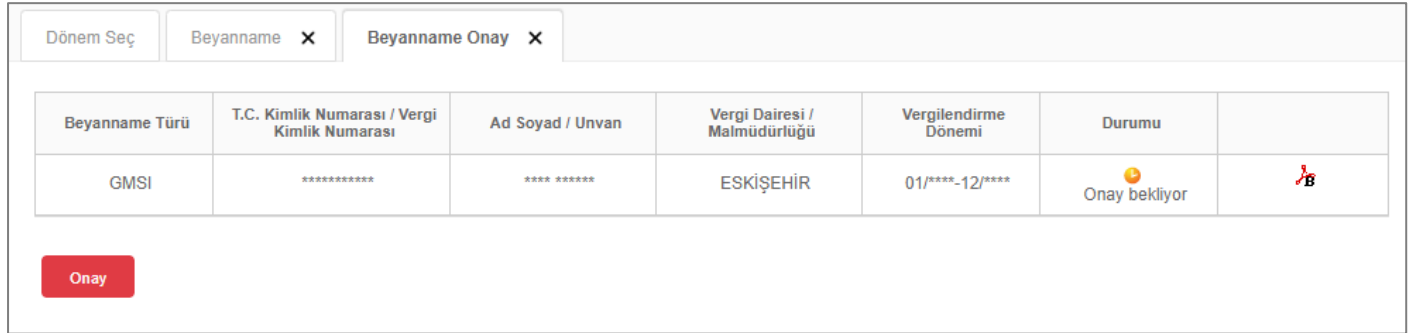 Dönem Seç Beyanname X Beyanname Onay X
Beyanname Türü T.C. Kimlik Numarası / Vergi Kimlik Numarası Ad Soyad / Unvan Vergi Dairesi / Malmüdürlüğü Vergilendirme Dönemi Durumu
GMSI *********** **** ****** ESKİŞEHİR 01/****-12/**** Onay bekliyor B
Onay